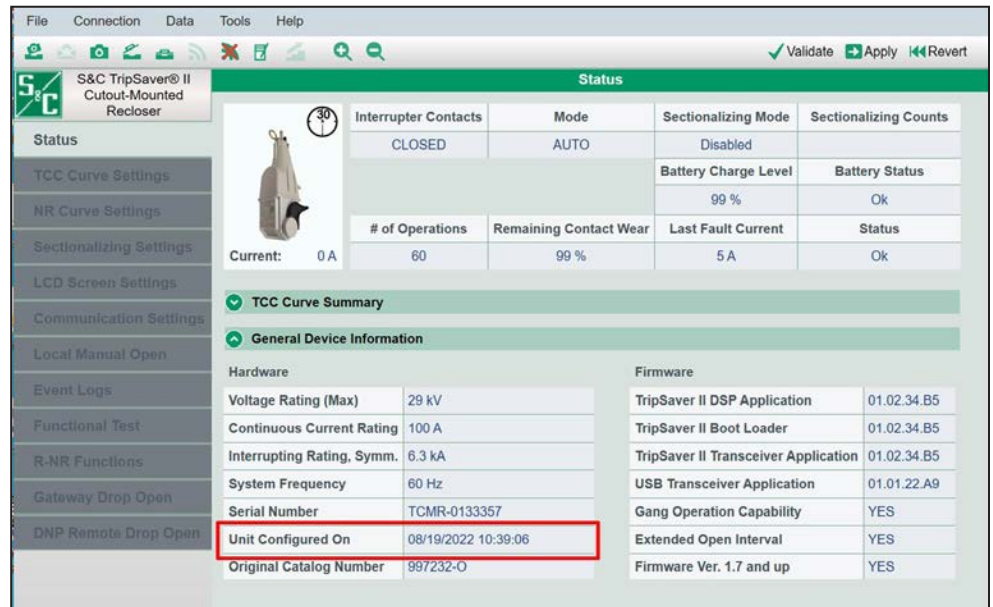 File Connection Data Tools Help
Validate Apply Revert
S&C
S&C TripSaver® II
Cutout-Mounted
Recloser
Status
TCC Curve Settings
NR Curve Settings
Sectionalizing Settings
LCD Screen Settings
Communication Settings
Local Manual Open
Event Logs
Functional Test
R-NR Functions
Gateway Drop Open
DNP Remote Drop Open
Status
30
Current: 0 A
Interrupter Contacts Mode Sectionalizing Mode Sectionalizing Counts
CLOSED AUTO Disabled
Battery Charge Level Battery Status
99 % Ok
# of Operations Remaining Contact Wear Last Fault Current Status
60 99 % 5 A Ok
TCC Curve Summary
General Device Information
Hardware
Voltage Rating (Max) 29 kV
Continuous Current Rating 100 A
Interrupting Rating, Symm. 6.3 kA
System Frequency 60 Hz
Serial Number TCMR-0133357
Unit Configured On 08/19/2022 10:39:06
Original Catalog Number 997232-O
Firmware
TripSaver II DSP Application 01.02.34.B5
TripSaver II Boot Loader 01.02.34.B5
TripSaver II Transceiver Application 01.02.34.B5
USB Transceiver Application 01.01.22.A9
Gang Operation Capability YES
Extended Open Interval YES
Firmware Ver. 1.7 and up YES